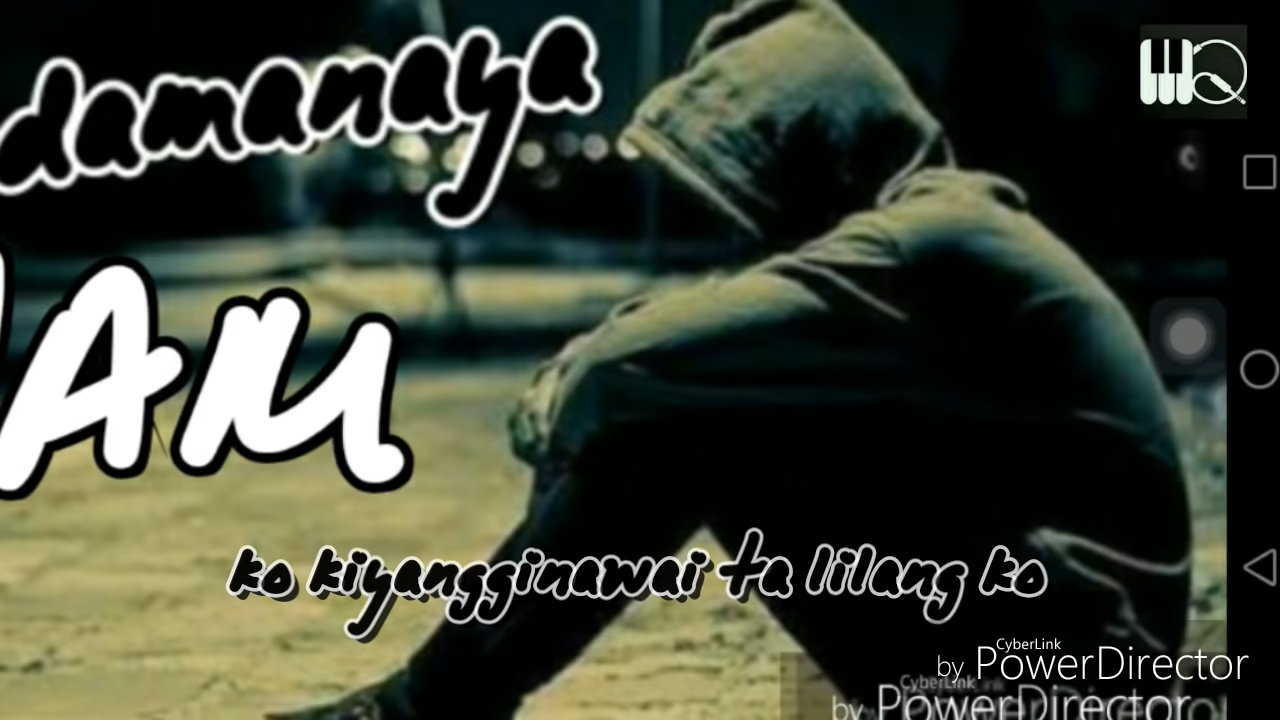 damanaya
AM
ko kiyangginawai ta lilang ko
CyberLink
by PowerDirector
CyberLink
by PowerDirector